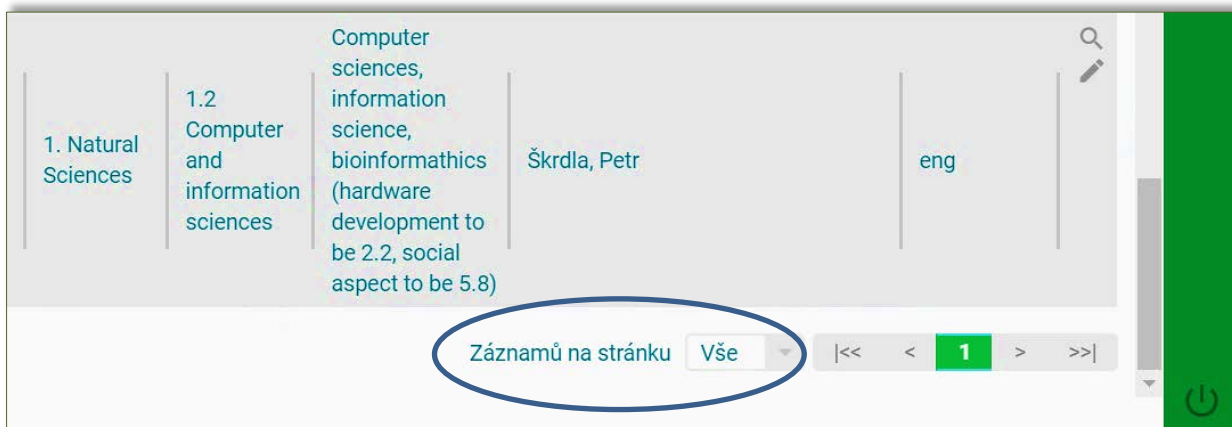 1. Natural
Sciences
1.2
Computer
and
information
sciences
Computer
sciences,
information
science,
bioinformathics
(hardware
development to
be 2.2, social
aspect to be 5.8)
Škrdla, Petr
eng
Záznamů na stránku Vše |<< < 1 > >>|